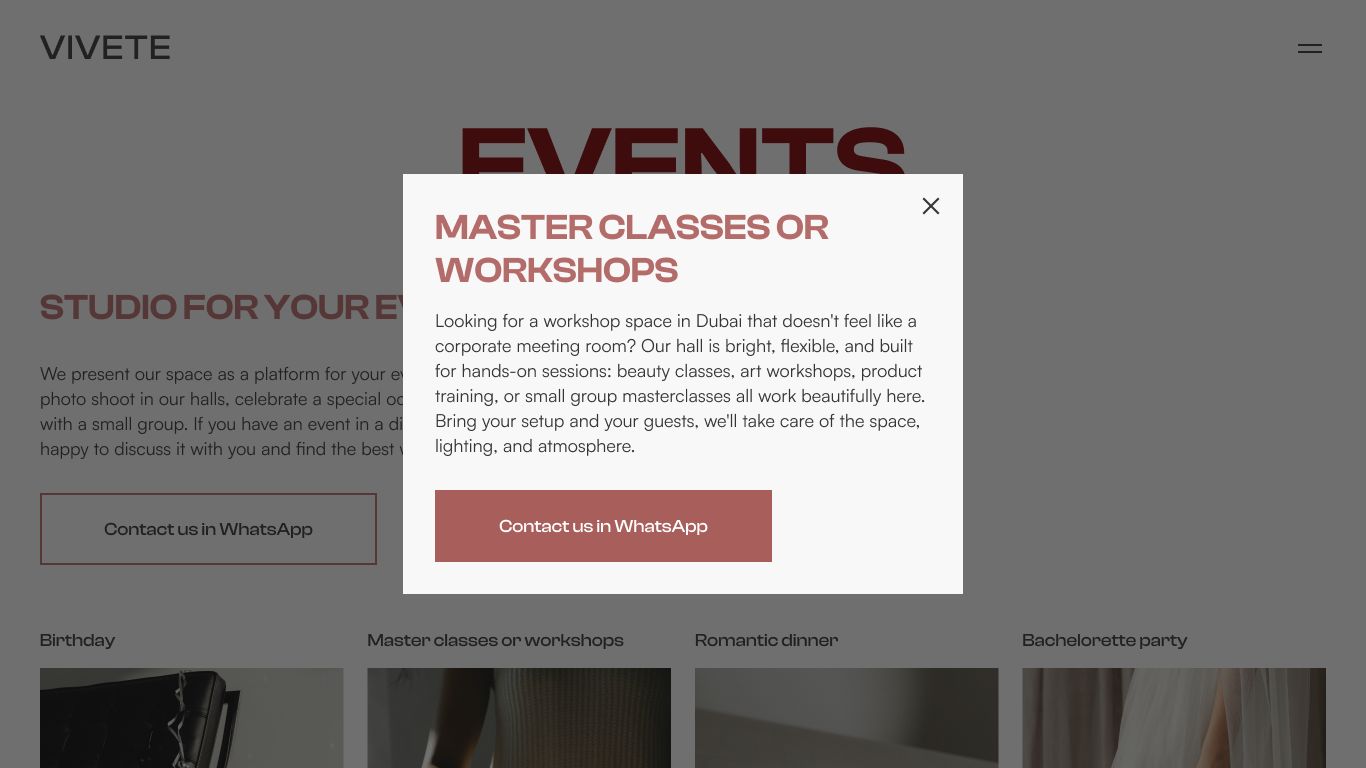 VIVETE
EVENTS
MASTER CLASSES OR
WORKSHOPS
Looking for a workshop space in Dubai that doesn't feel like a
corporate meeting room? Our hall is bright, flexible, and built
for hands-on sessions: beauty classes, art workshops, product
training, or small group masterclasses all work beautifully here.
Bring your setup and your guests, we'll take care of the space,
lighting, and atmosphere.
Contact us in WhatsApp
STUDIO FOR YOUR
We present our space as a platform for your
photo shoot in our halls, celebrate a special
with a small group. If you have an event in a
happy to discuss it with you and find the best
Contact us in WhatsApp
Birthday
Master classes or workshops
Romantic dinner
Bachelorette party